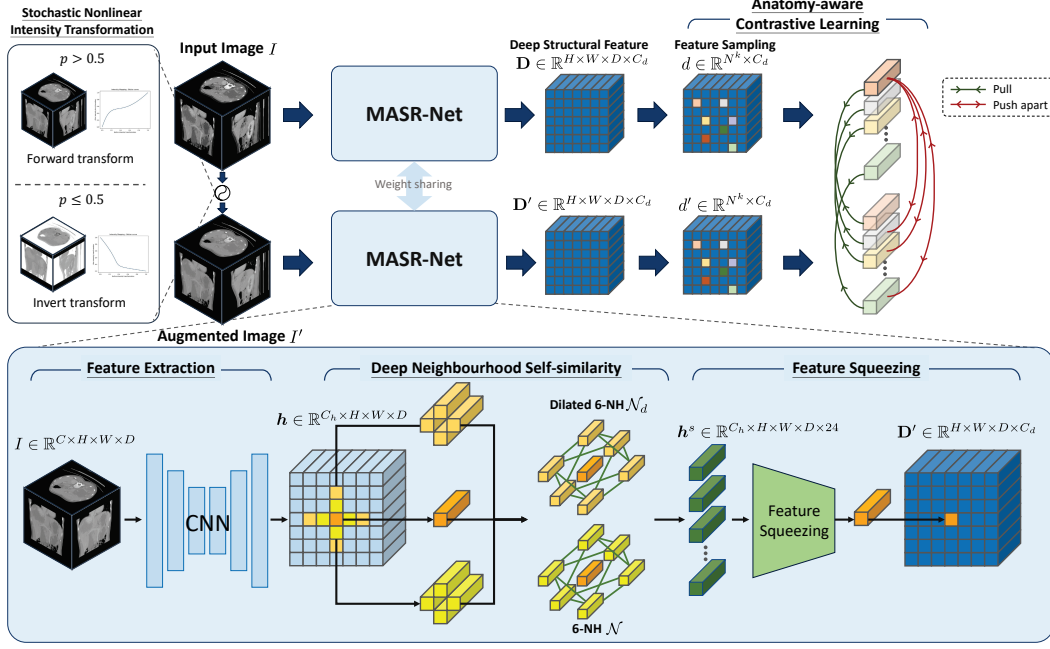 Stochastic Nonlinear
Intensity Transformation
p > 0.5
Forward transform
p ≤ 0.5
Invert transform
Input Image I
Augmented Image I′
MASR-Net
Weight sharing
MASR-Net
Deep Structural Feature
D ∈ ℝ^{H×W×D×C_d}
D′ ∈ ℝ^{H×W×D×C_d}
Anatomy-aware
Contrastive Learning
Feature Sampling
d ∈ ℝ^{N^k×C_d}
d′ ∈ ℝ^{N^k×C_d}
Pull
Push apart
Feature Extraction
I ∈ ℝ^{C×H×W×D}
CNN
Deep Neighbourhood Self-similarity
h ∈ ℝ^{C_h×H×W×D}
Dilated 6-NH 𝒩_d
6-NH 𝒩
Feature Squeezing
h^s ∈ ℝ^{C_h×H×W×D×24}
Feature
Squeezing
D′ ∈ ℝ^{H×W×D×C_d}